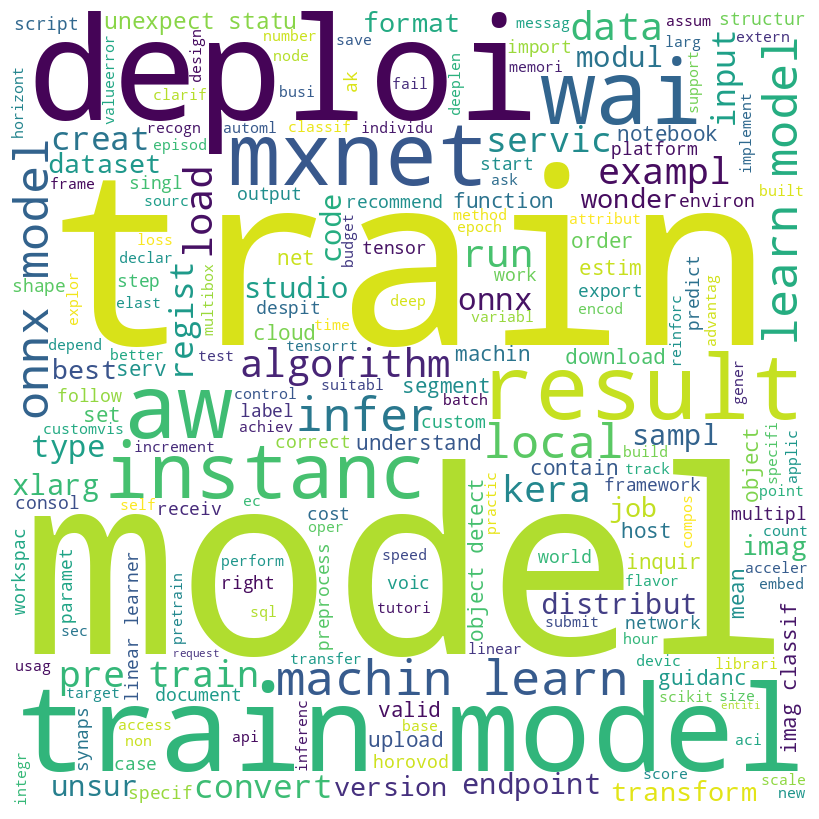 script
unexpect statu
number
format
messag
data
assum
structur
horizont
valueerror
design
node
save
import
larg
extern
deploi
wai
modul
input
model
clarif
busi
ak
fail
deeplen
memori
support
creat
recogn
automl
classif
individu
mxnet
servic
notebook
platform
implement
dataset
episod
start
exampl
frame
singl
load
output
recommend
function
ask
wonder
environ
built
onnx model
sourc
code
budget
method
epoch
attribut
order
learn model
loss
net
tensor
run
train
declar
shape
explor
step
regist
multibox
studio
work
estim
export
predict
reinforc
advantag
elast
despit
deep
variabl
onnx
encod
cloud
time
depend
better
test
tensorrt
machin
download
best
serv
algorithm
gener
follow
control
suitabl
segment
batch
result
set
label
achiev
custom
customvis
aw
infer
local
sampl
type
increment
correct
understand
build
object
specifi
applic
instanc
contain
track
xlarg
kera
framework
point
consol
self
ec
receiv
object detect
practic
job
compos
multipl
count
oper
cost
host
imag
workspac
paramet
linear learner
pretrain
perform
preprocess
speed
world
inquir
acceler
right
voic
flavor
mean
embed
sql
tutori
distribut
model
submit
network
sec
linear
hour
usag
request
transfer
devic
librari
imag classif
pre train
machin learn
guidanc
target
document
valid
scikit
size
entiti
train model
synaps
access
non
api
inferenc
base
upload
aci
integr
case
horovod
score
scale
unsur
specif
convert
version
endpoint
transform
new